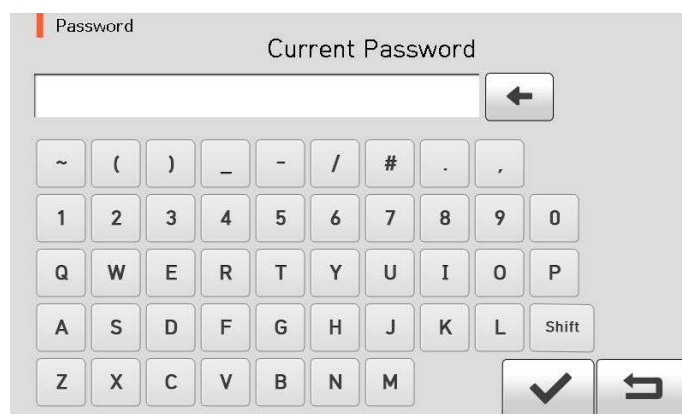 Password
Current Password
~ ( ) _ - / # . ,
1 2 3 4 5 6 7 8 9 0
Q W E R T Y U I O P
A S D F G H J K L Shift
Z X C V B N M